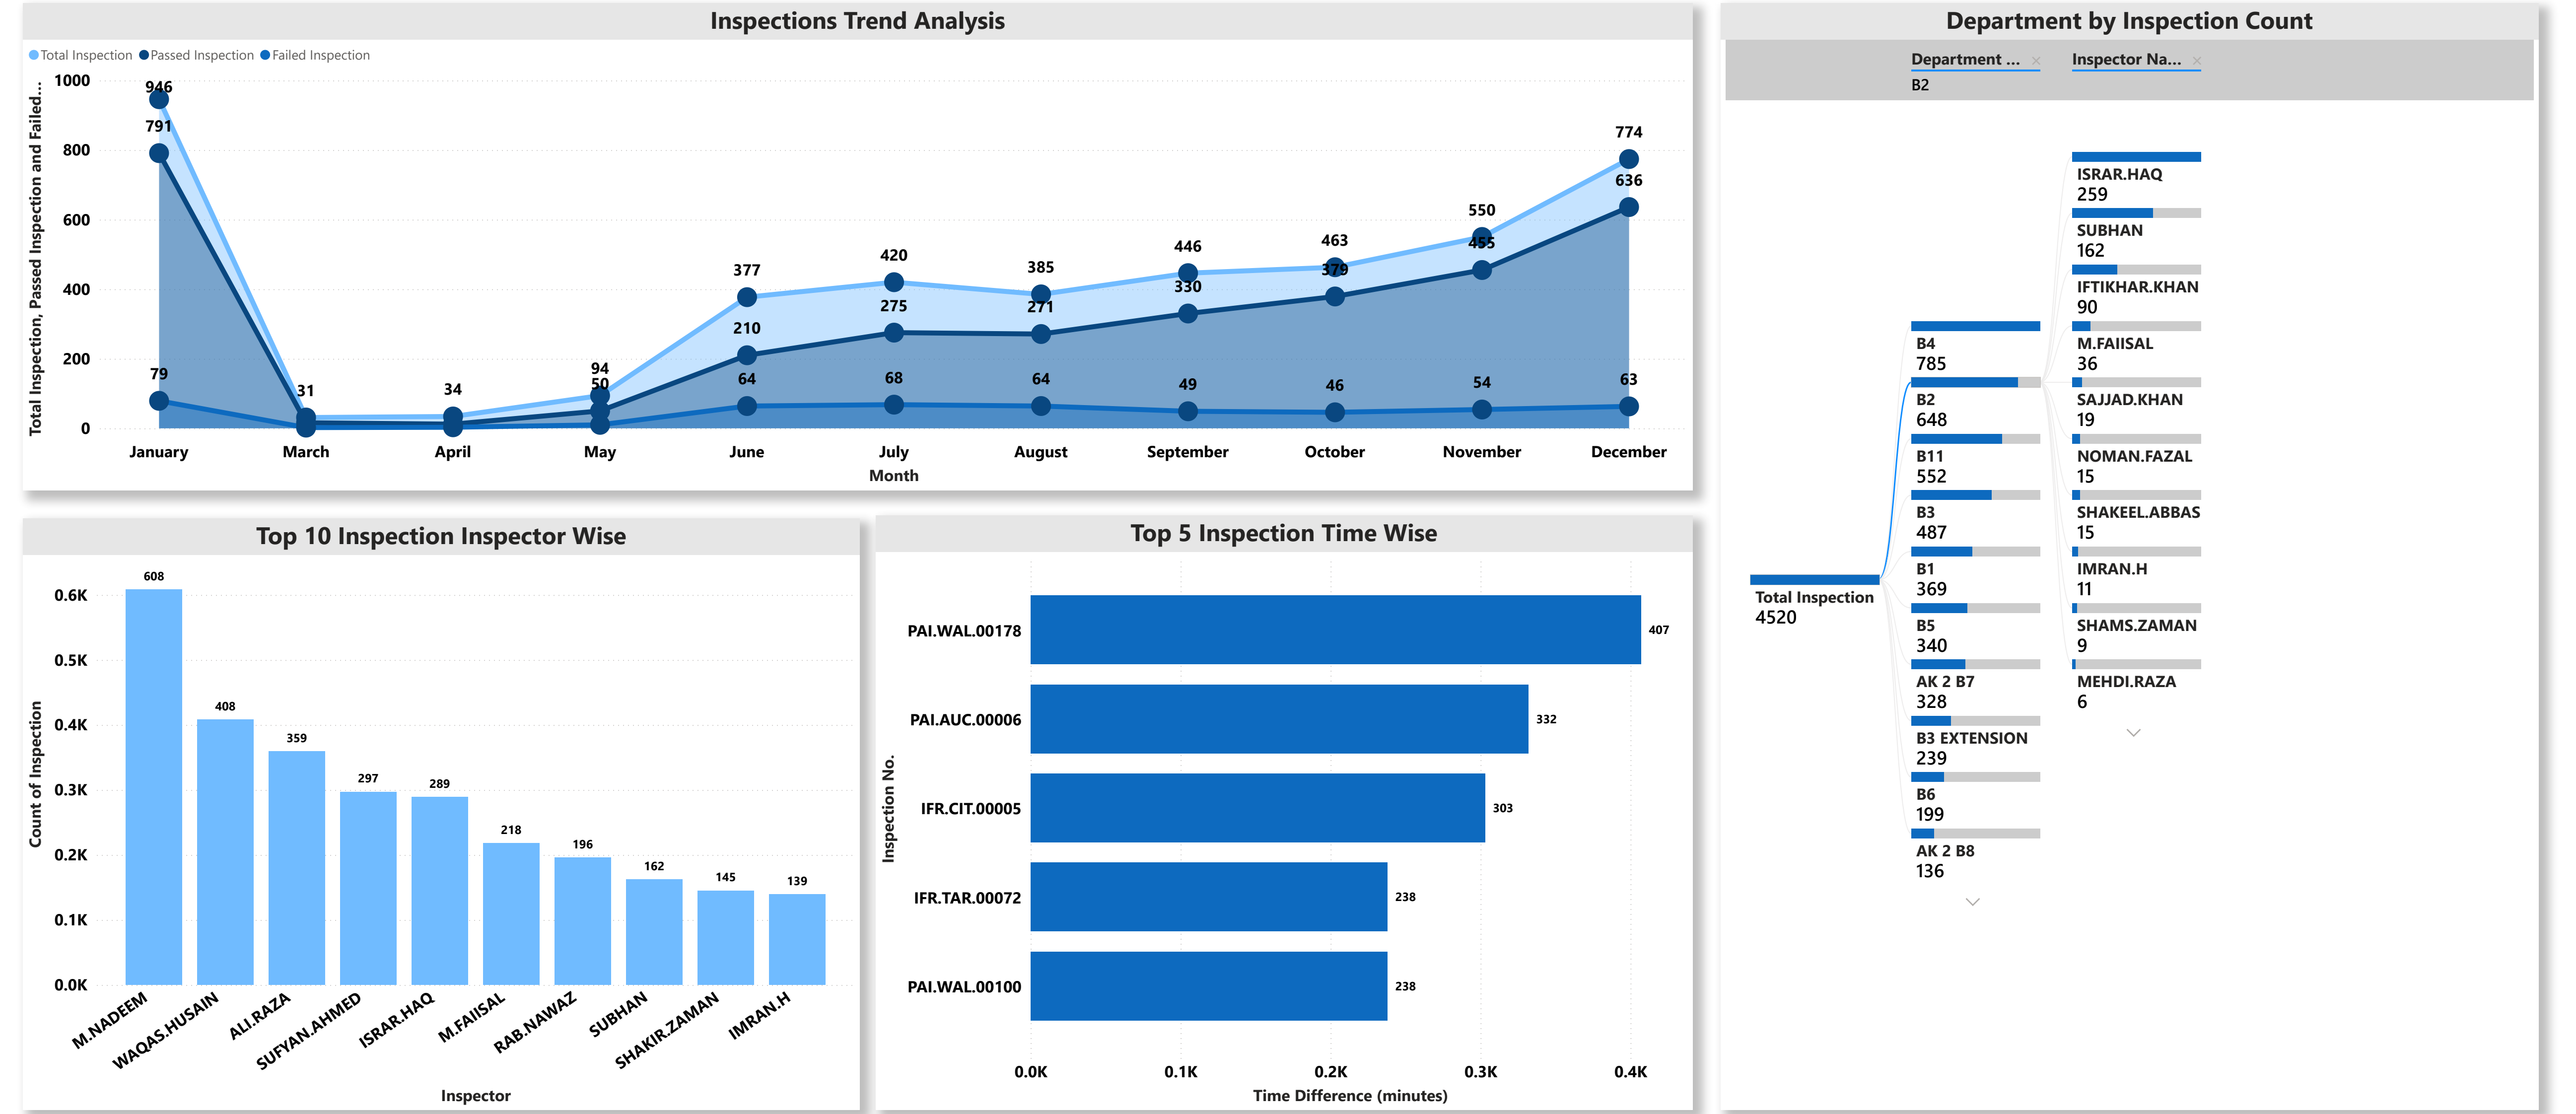 Inspections Trend Analysis
Total Inspection Passed Inspection Failed Inspection
Total Inspection, Passed Inspection and Failed...
1000
800
600
400
200
0
946
791
79
31
34
94
50
377
210
64
420
275
68
385
271
64
446
330
49
463
379
46
550
455
54
774
636
63
January March April May June July August September October November December
Month
Top 10 Inspection Inspector Wise
Count of Inspection
0.6K
0.5K
0.4K
0.3K
0.2K
0.1K
0.0K
608
408
359
297
289
218
196
162
145
139
M.NADEEM
WAQAS.HUSAIN
ALI.RAZA
SUFYAN.AHMED
ISRAR.HAQ
M.FAIISAL
RAB.NAWAZ
SUBHAN
SHAKIR.ZAMAN
IMRAN.H
Inspector
Top 5 Inspection Time Wise
Inspection No.
PAI.WAL.00178 407
PAI.AUC.00006 332
IFR.CIT.00005 303
IFR.TAR.00072 238
PAI.WAL.00100 238
0.0K 0.1K 0.2K 0.3K 0.4K
Time Difference (minutes)
Department by Inspection Count
Department ... Inspector Na...
B2
Total Inspection
4520
B4
785
B2
648
B11
552
B3
487
B1
369
B5
340
AK 2 B7
328
B3 EXTENSION
239
B6
199
AK 2 B8
136
ISRAR.HAQ
259
SUBHAN
162
IFTIKHAR.KHAN
90
M.FAIISAL
36
SAJJAD.KHAN
19
NOMAN.FAZAL
15
SHAKEEL.ABBAS
15
IMRAN.H
11
SHAMS.ZAMAN
9
MEHDI.RAZA
6